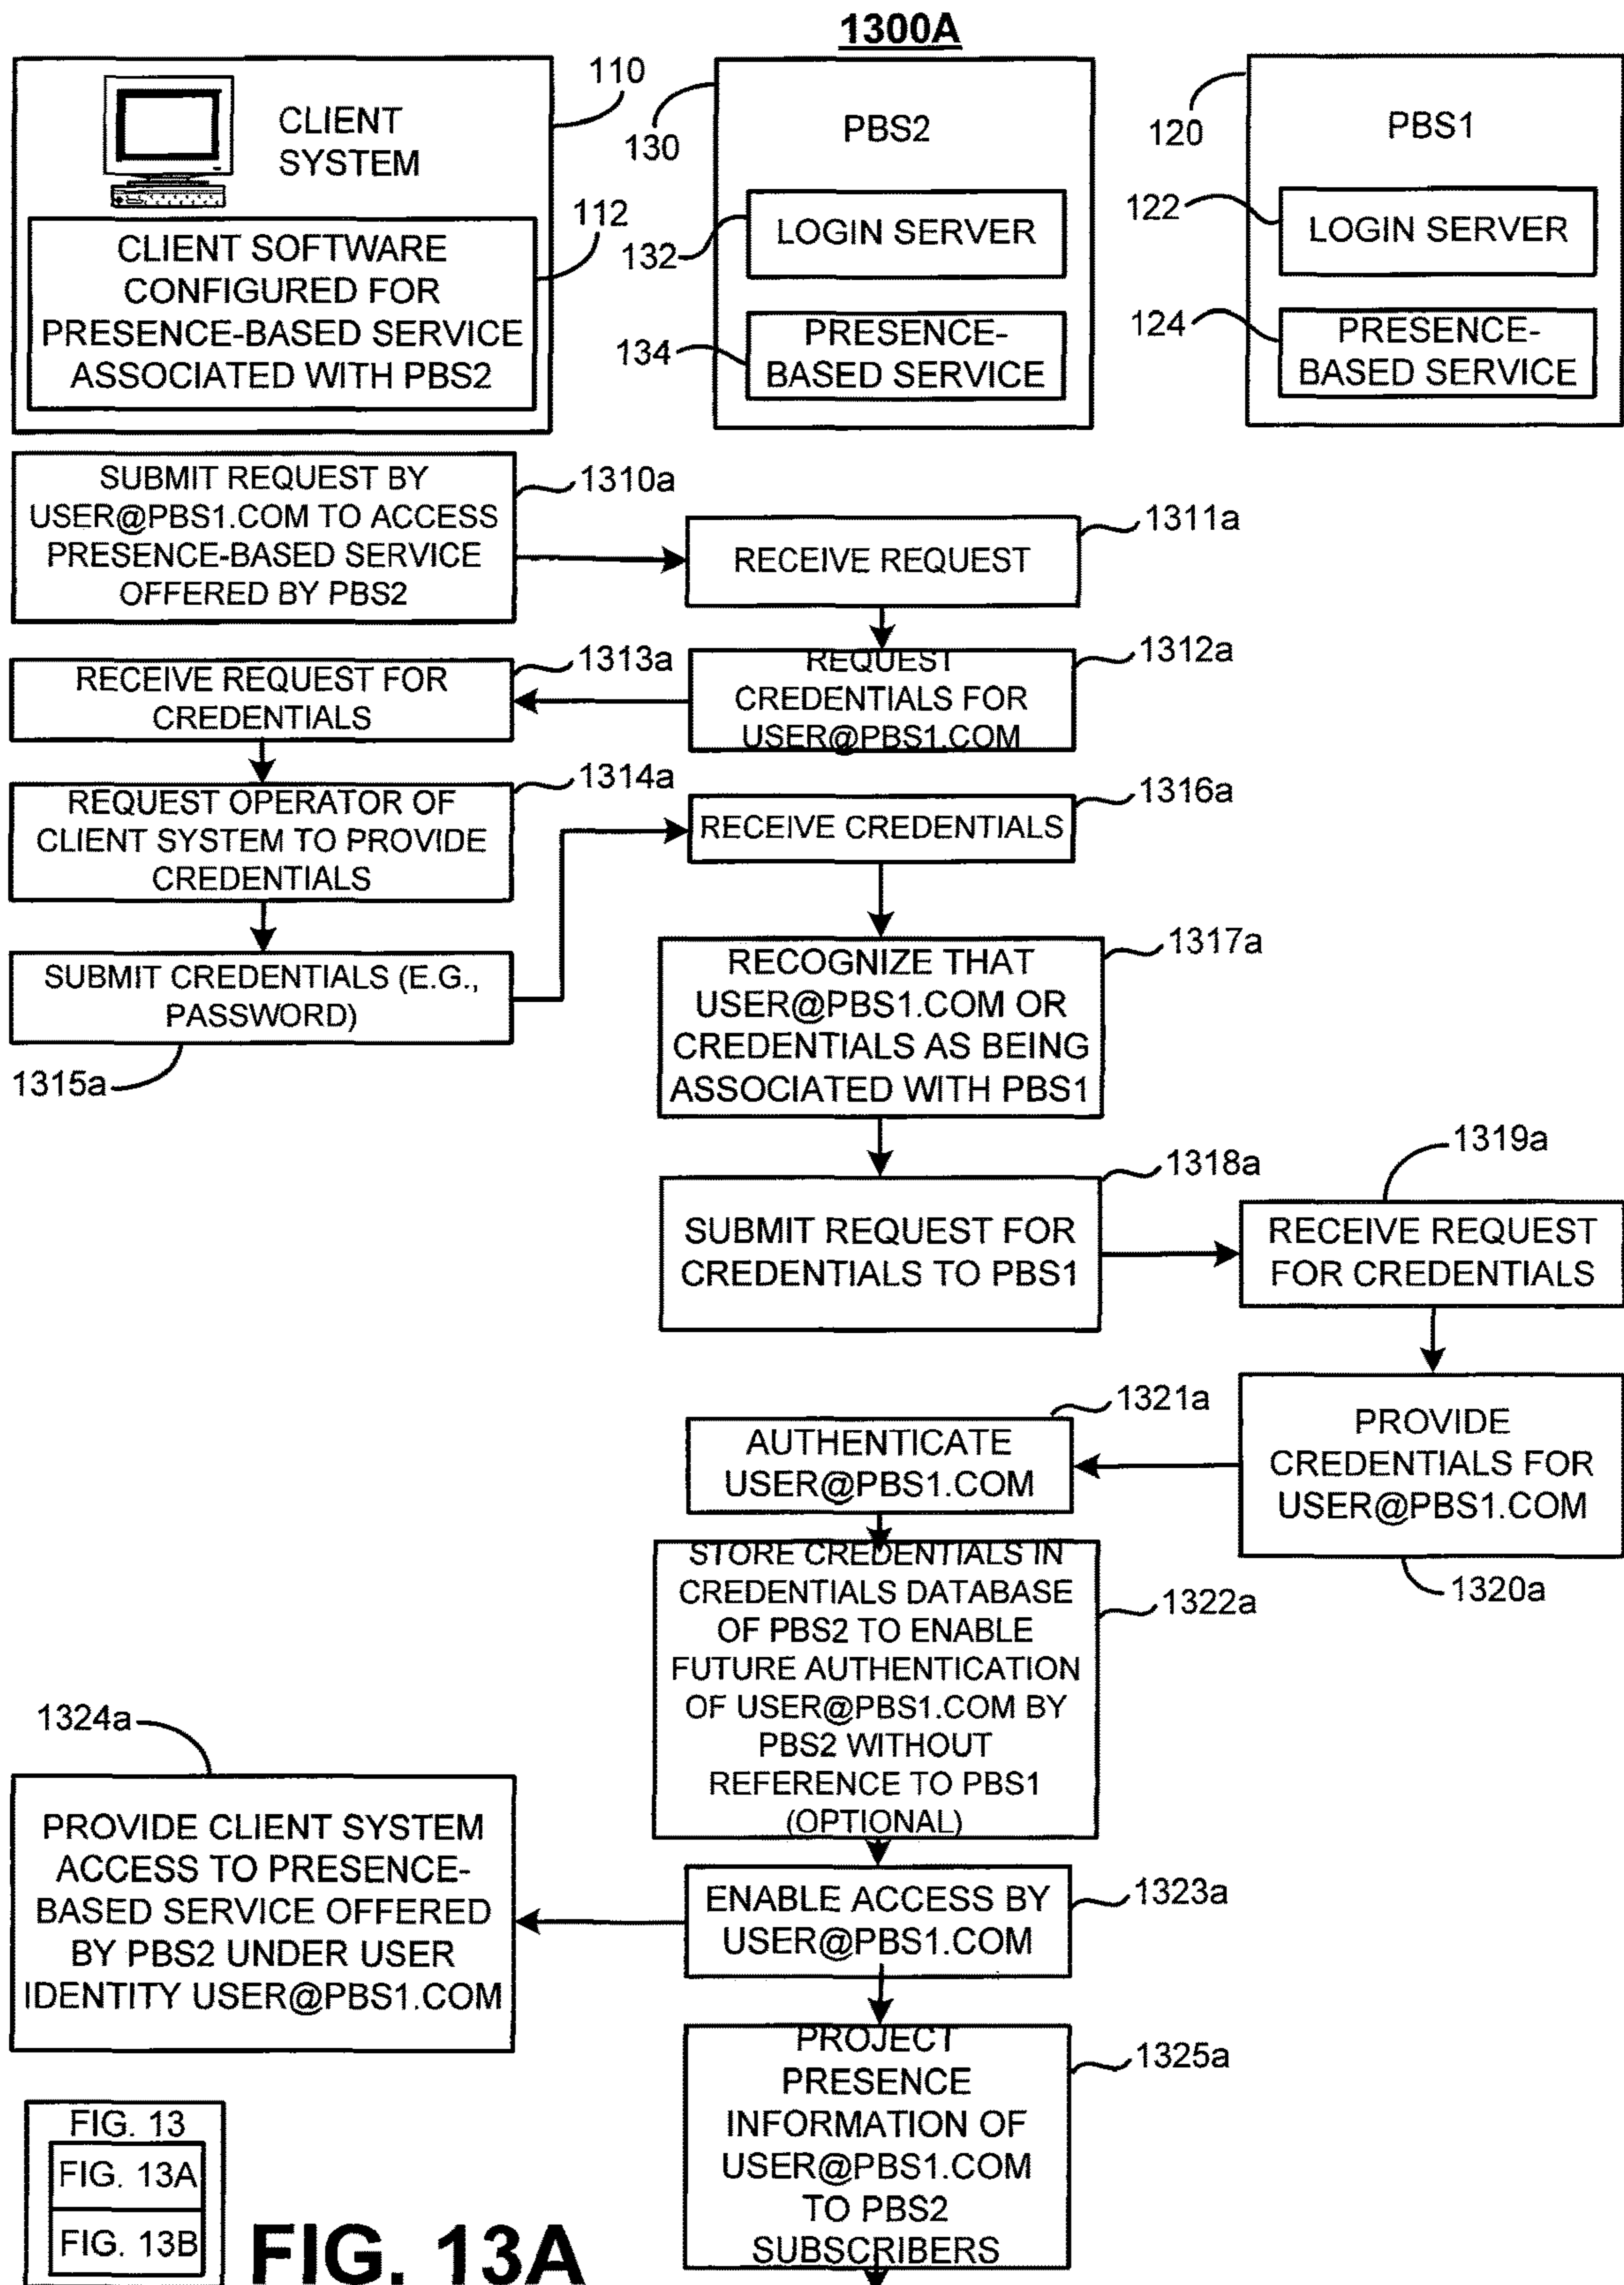 1300A
CLIENT
SYSTEM
110
112
CLIENT SOFTWARE
CONFIGURED FOR
PRESENCE-BASED SERVICE
ASSOCIATED WITH PBS2
130
PBS2
132
LOGIN SERVER
134
PRESENCE-
BASED SERVICE
120
PBS1
122
LOGIN SERVER
124
PRESENCE-
BASED SERVICE
SUBMIT REQUEST BY
USER@PBS1.COM TO ACCESS
PRESENCE-BASED SERVICE
OFFERED BY PBS2
1310a
RECEIVE REQUEST
1311a
REQUEST
CREDENTIALS FOR
USER@PBS1.COM
1312a
RECEIVE REQUEST FOR
CREDENTIALS
1313a
REQUEST OPERATOR OF
CLIENT SYSTEM TO PROVIDE
CREDENTIALS
1314a
SUBMIT CREDENTIALS (E.G.,
PASSWORD)
1315a
RECEIVE CREDENTIALS
1316a
RECOGNIZE THAT
USER@PBS1.COM OR
CREDENTIALS AS BEING
ASSOCIATED WITH PBS1
1317a
SUBMIT REQUEST FOR
CREDENTIALS TO PBS1
1318a
1319a
RECEIVE REQUEST
FOR CREDENTIALS
PROVIDE
CREDENTIALS FOR
USER@PBS1.COM
1320a
1321a
AUTHENTICATE
USER@PBS1.COM
STORE CREDENTIALS IN
CREDENTIALS DATABASE
OF PBS2 TO ENABLE
FUTURE AUTHENTICATION
OF USER@PBS1.COM BY
PBS2 WITHOUT
REFERENCE TO PBS1
(OPTIONAL)
1322a
ENABLE ACCESS BY
USER@PBS1.COM
1323a
1324a
PROVIDE CLIENT SYSTEM
ACCESS TO PRESENCE-
BASED SERVICE OFFERED
BY PBS2 UNDER USER
IDENTITY USER@PBS1.COM
PROJECT
PRESENCE
INFORMATION OF
USER@PBS1.COM
TO PBS2
SUBSCRIBERS
1325a
FIG. 13
FIG. 13A
FIG. 13B
FIG. 13A